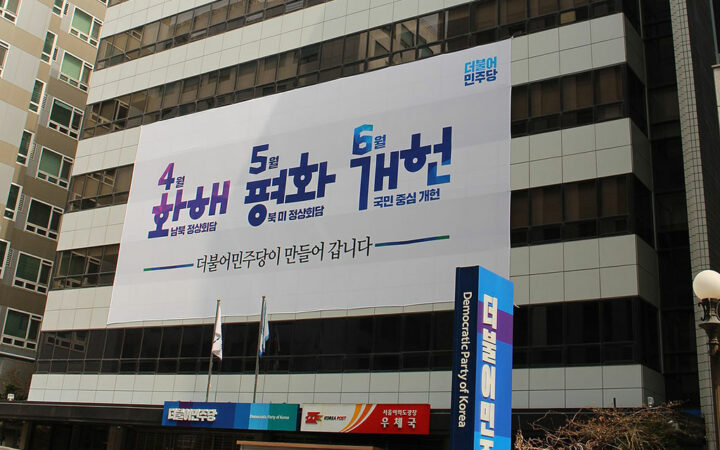 더불어
민주당
4월 5월 6월
화해 평화 개헌
남북 정상회담 북미 정상회담 국민 중심 개헌
더불어민주당이 만들어 갑니다
더불어민주당 Democratic Party of Korea
KOREA POST 서울여의도광장
우체국
Democratic Party of Korea
더불어민주